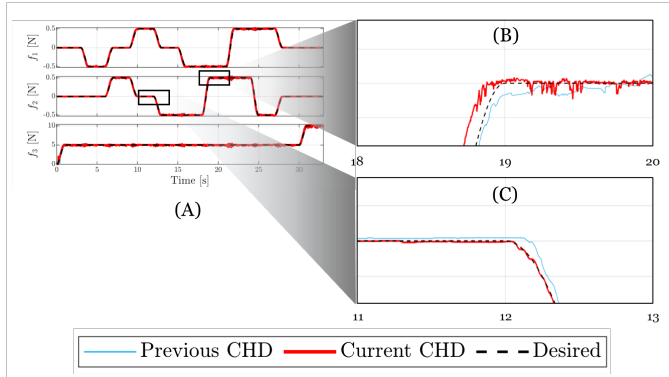 f₁ [N]
0.5
0
-0.5
f₂ [N]
0.5
0
-0.5
f₃ [N]
10
5
0
0 5 10 15 20 25 30
Time [s]
(A)
(B)
18 19 20
(C)
11 12 13
Previous CHD Current CHD Desired